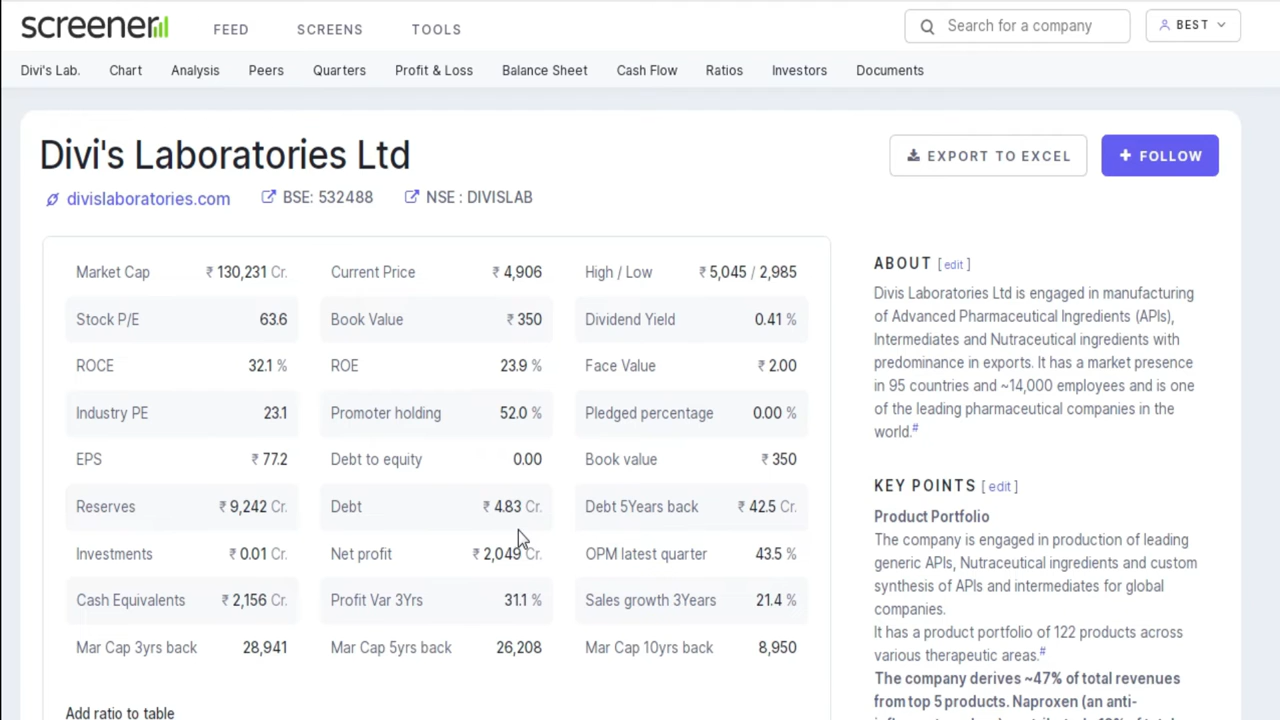 screener FEED SCREENS TOOLS Search for a company BEST
Divi's Lab. Chart Analysis Peers Quarters Profit & Loss Balance Sheet Cash Flow Ratios Investors Documents
Divi's Laboratories Ltd
EXPORT TO EXCEL + FOLLOW
divislaboratories.com BSE: 532488 NSE : DIVISLAB
Market Cap ₹ 130,231 Cr. Current Price ₹ 4,906 High / Low ₹ 5,045 / 2,985
Stock P/E 63.6 Book Value ₹ 350 Dividend Yield 0.41 %
ROCE 32.1 % ROE 23.9 % Face Value ₹ 2.00
Industry PE 23.1 Promoter holding 52.0 % Pledged percentage 0.00 %
EPS ₹ 77.2 Debt to equity 0.00 Book value ₹ 350
Reserves ₹ 9,242 Cr. Debt ₹ 4.83 Cr. Debt 5Years back ₹ 42.5 Cr.
Investments ₹ 0.01 Cr. Net profit ₹ 2,049 Cr. OPM latest quarter 43.5 %
Cash Equivalents ₹ 2,156 Cr. Profit Var 3Yrs 31.1 % Sales growth 3Years 21.4 %
Mar Cap 3yrs back 28,941 Mar Cap 5yrs back 26,208 Mar Cap 10yrs back 8,950
Add ratio to table
ABOUT [ edit ]
Divis Laboratories Ltd is engaged in manufacturing
of Advanced Pharmaceutical Ingredients (APIs),
Intermediates and Nutraceutical ingredients with
predominance in exports. It has a market presence
in 95 countries and ~14,000 employees and is one
of the leading pharmaceutical companies in the
world.#
KEY POINTS [ edit ]
Product Portfolio
The company is engaged in production of leading
generic APIs, Nutraceutical ingredients and custom
synthesis of APIs and intermediates for global
companies.
It has a product portfolio of 122 products across
various therapeutic areas.#
The company derives ~47% of total revenues
from top 5 products. Naproxen (an anti-